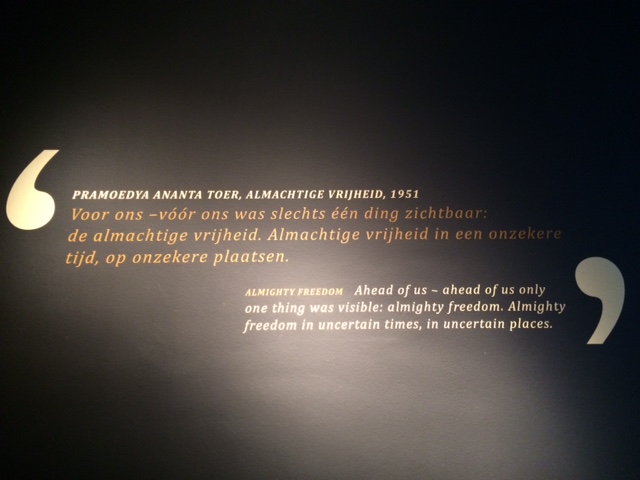 PRAMOEDYA ANANTA TOER, ALMACHTIGE VRIJHEID, 1951
Voor ons –vóór ons was slechts één ding zichtbaar:
de almachtige vrijheid. Almachtige vrijheid in een onzekere
tijd, op onzekere plaatsen.
ALMIGHTY FREEDOM Ahead of us ~ ahead of us only
one thing was visible: almighty freedom. Almighty
freedom in uncertain times, in uncertain places.